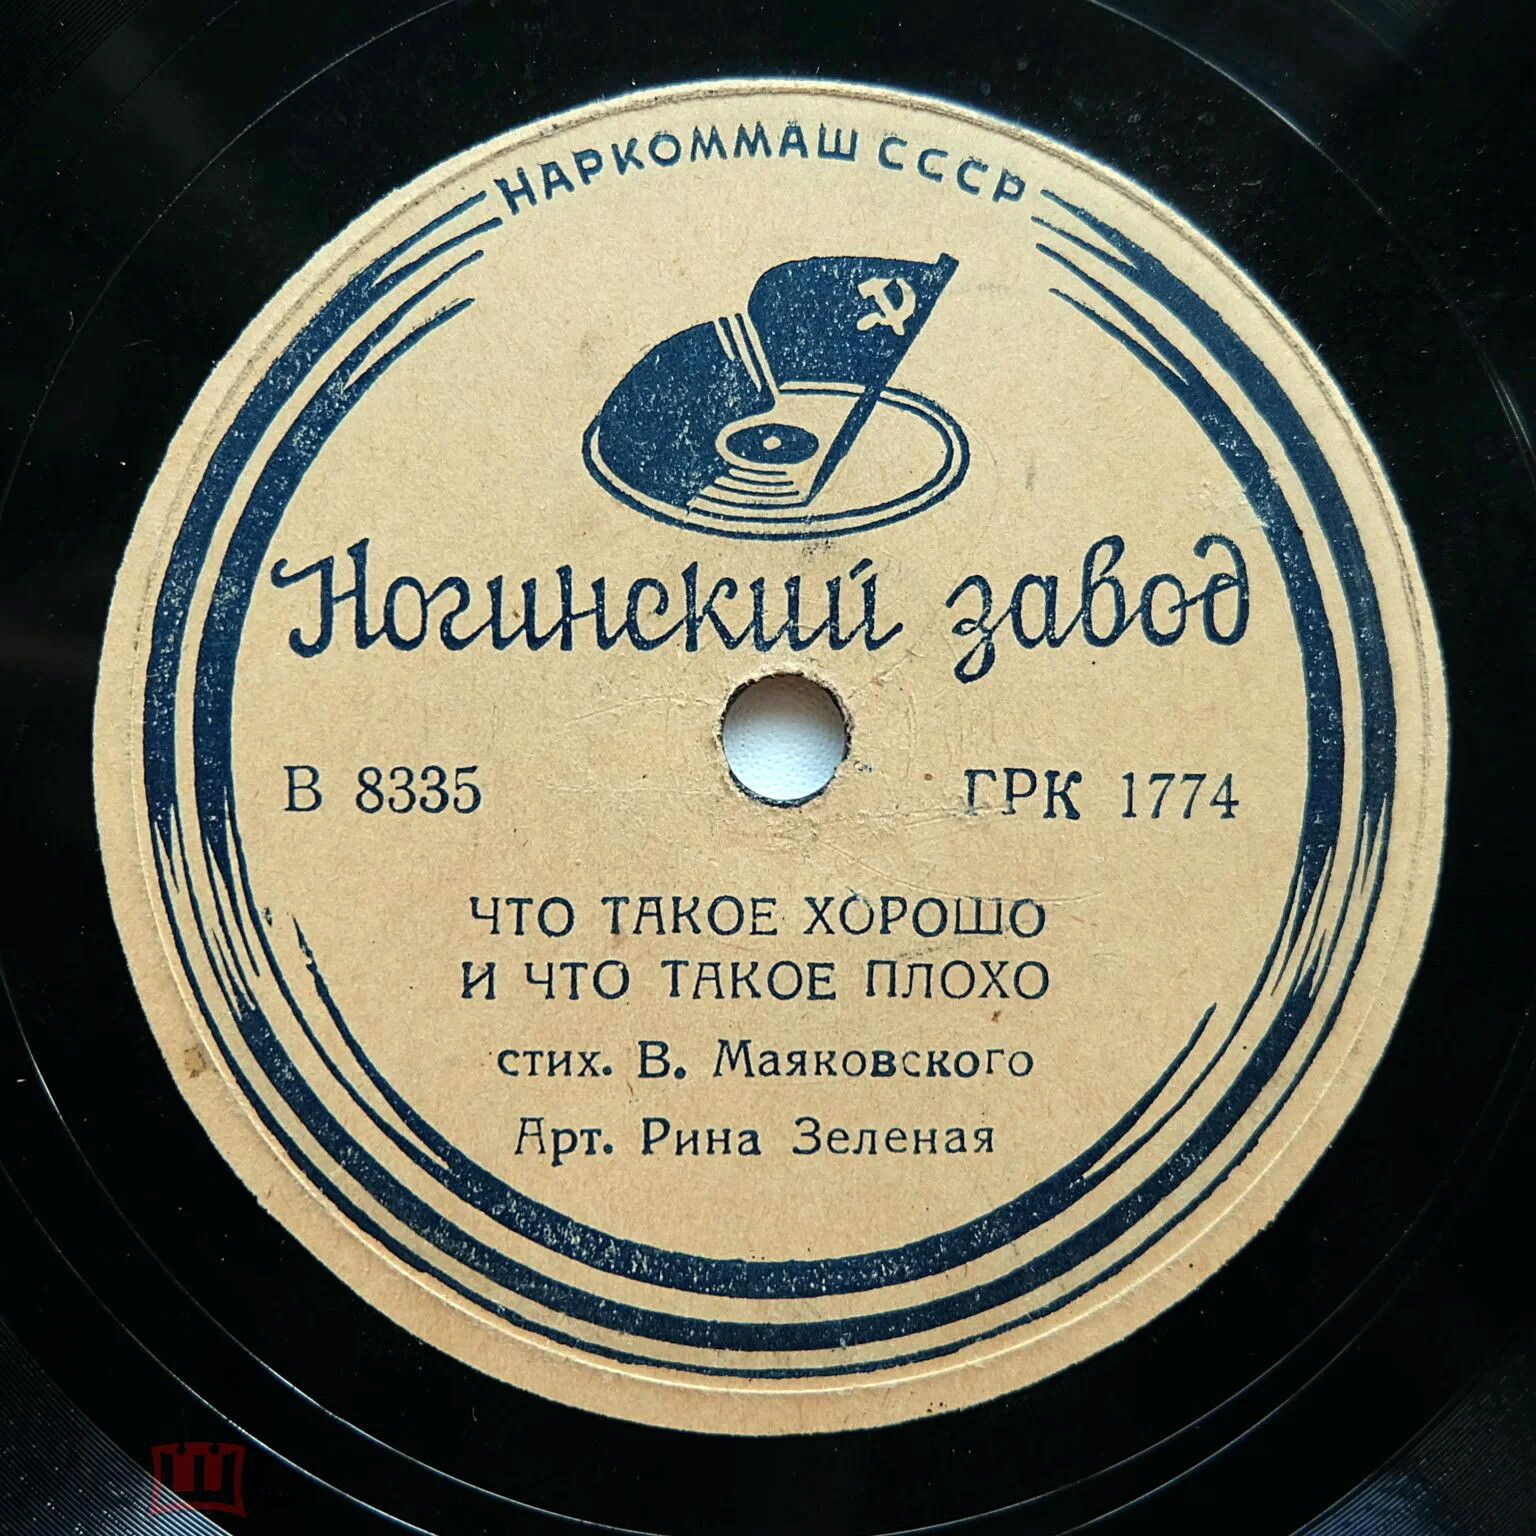 НАРКОММАШ СССР
Ногинский завод
В 8335 ГРК 1774
ЧТО ТАКОЕ ХОРОШО
И ЧТО ТАКОЕ ПЛОХО
стих. В. Маяковского
Арт. Рина Зеленая